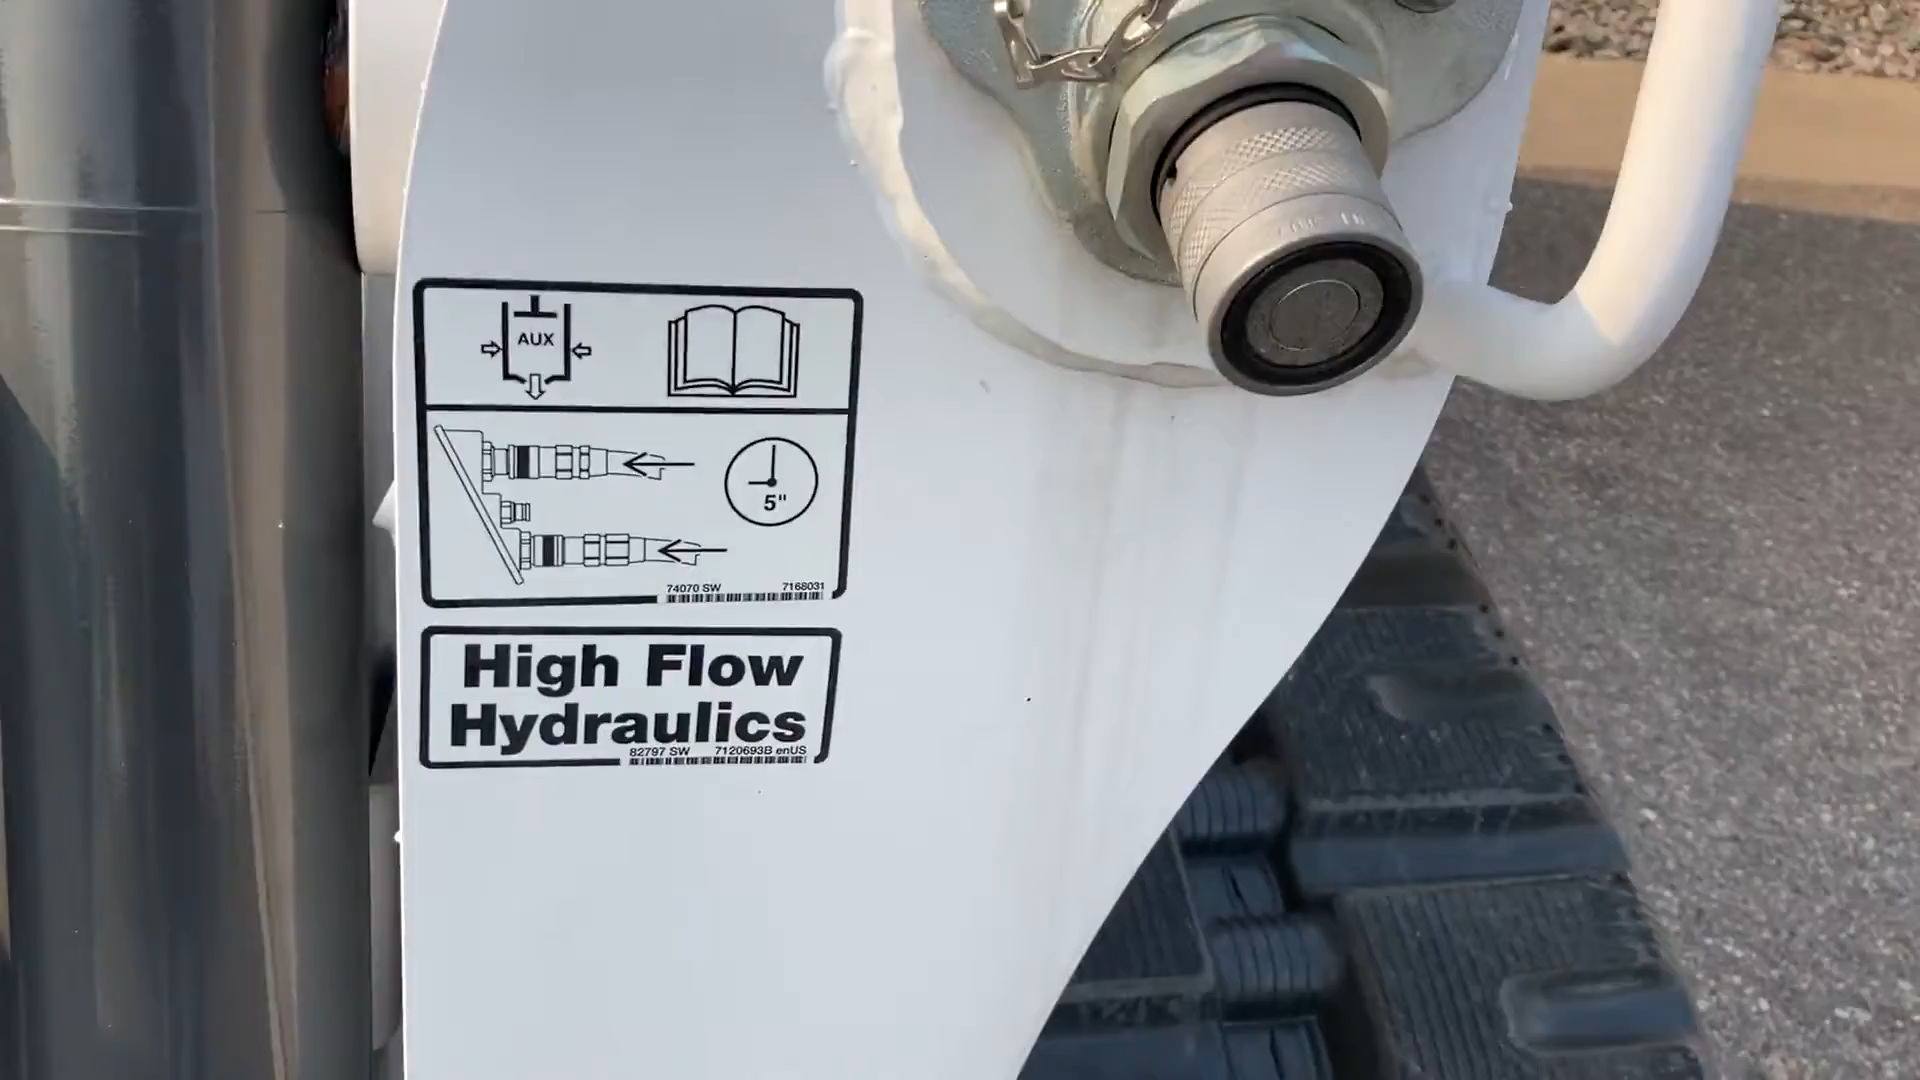 AUX
5"
74070 SW 7168031
High Flow
Hydraulics
82797 SW 7120693B enUS